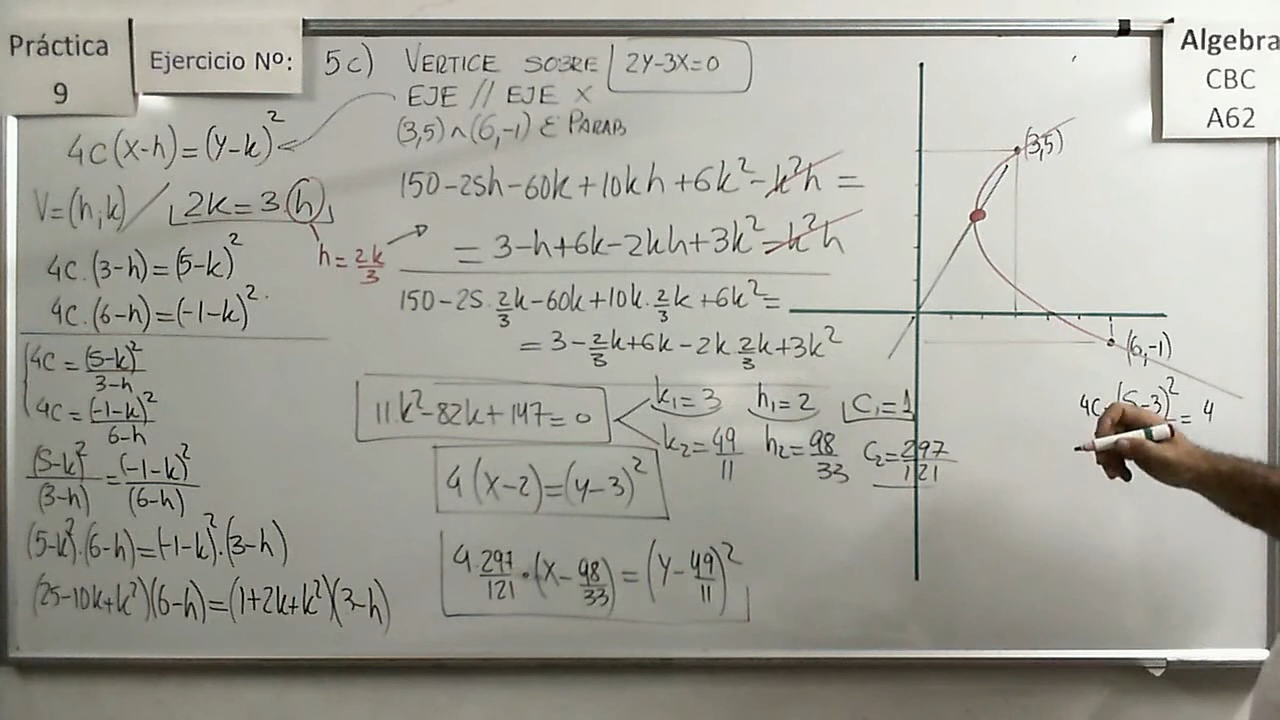 Práctica
9
Ejercicio Nº:
5c) VERTICE SOBRE 2Y-3X=0
EJE // EJE X
(3,5)∧(6,-1) ∈ PARAB
4C(X-h)=(Y-k)²
V=(h,k) / 2k=3.h
h=2k/3
4C.(3-h)=(5-k)²
4C.(6-h)=(-1-k)²
4C=(5-k)²/3-h
4C=(-1-k)²/6-h
(5-k)²/(3-h)=(-1-k)²/(6-h)
(5-k)².(6-h)=(-1-k)².(3-h)
(25-10k+k²)(6-h)=(1+2k+k²)(3-h)
150-25h-60k+10kh+6k²-k²h=
=3-h+6k-2kh+3k²-k²h
150-25.2/3k-60k+10k.2/3k+6k²=
=3-2/3k+6k-2k 2/3k+3k²
11k²-82k+147=0
k₁=3 h₁=2 C₁=1
k₂=49/11 h₂=98/33 C₂=297/121
4(X-2)=(Y-3)²
4.297/121.(X-98/33)=(Y-49/11)²
Algebra
CBC
A62
(3,5)
(6,-1)
= 4